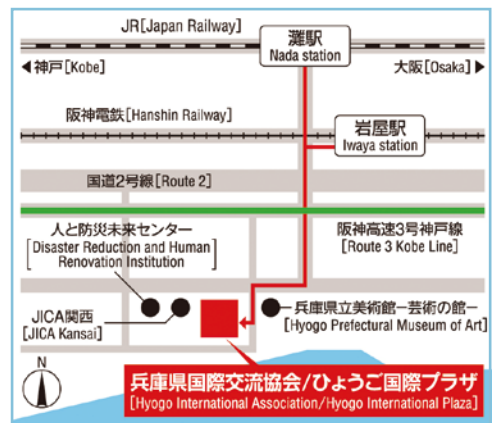 JR[Japan Railway]
灘駅
Nada station
◀神戸[Kobe]
大阪[Osaka]▶
阪神電鉄[Hanshin Railway]
岩屋駅
Iwaya station
国道2号線[Route 2]
人と防災未来センター
[Disaster Reduction and Human
Renovation Institution]
阪神高速3号神戸線
[Route 3 Kobe Line]
JICA関西
[JICA Kansai]
兵庫県立美術館−芸術の館−
[Hyogo Prefectural Museum of Art]
N
兵庫県国際交流協会/ひょうご国際プラザ
[Hyogo International Association/Hyogo International Plaza]